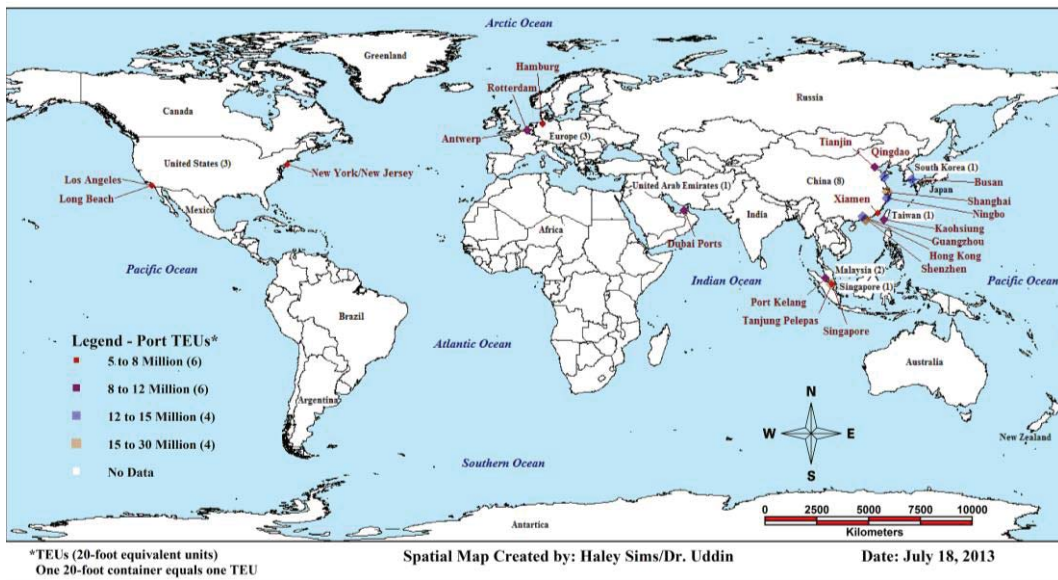 Arctic Ocean
Greenland
Hamburg
Rotterdam
Russia
Canada
Antwerp
Europe (3)
Tianjin
Qingdao
United States (3)
New York/New Jersey
South Korea (1)
Los Angeles
Long Beach
United Arab Emirates (1)
China (8)
Busan
Japan
Xiamen
Shanghai
Ningbo
Mexico
India
Taiwan (1)
Africa
Kaohsiung
Dubai Ports
Guangzhou
Hong Kong
Shenzhen
Pacific Ocean
Indian Ocean
Malaysia (2)
Pacific Ocean
Singapore (1)
Port Kelang
Tanjung Pelepas
Singapore
Brazil
Atlantic Ocean
Australia
Legend - Port TEUs*
5 to 8 Million (6)
8 to 12 Million (6)
12 to 15 Million (4)
15 to 30 Million (4)
No Data
Argentina
N
W E
S
New Zealand
Southern Ocean
0 2500 5000 7500 10000
Kilometers
Antartica
*TEUs (20-foot equivalent units)
One 20-foot container equals one TEU
Spatial Map Created by: Haley Sims/Dr. Uddin
Date: July 18, 2013